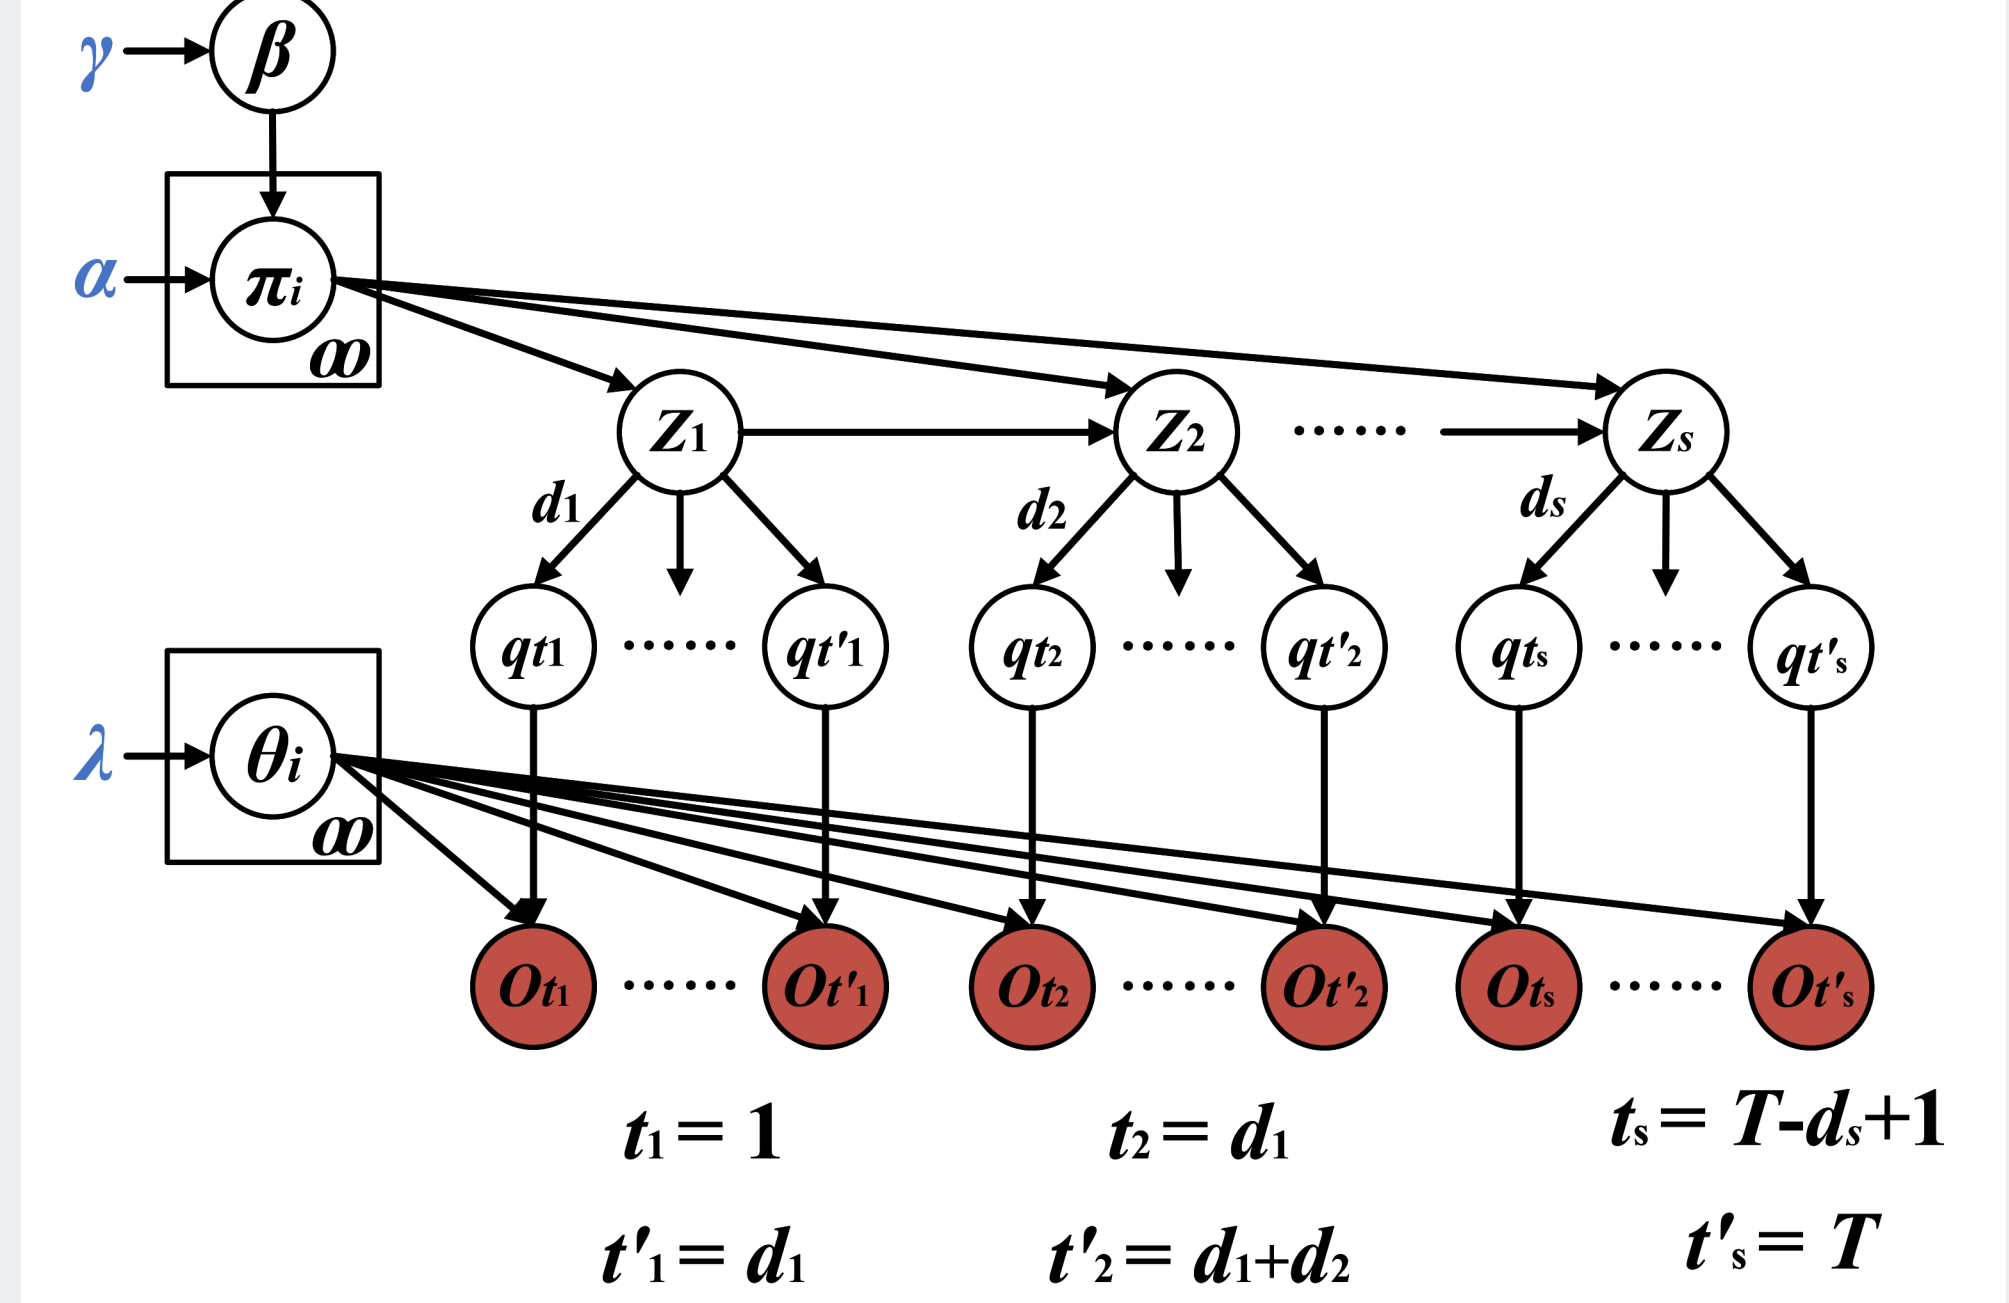 γ β
α πi
∞
Z1 Z2 ...... Zs
d1 d2 ds
qt1 ...... qt'1 qt2 ...... qt'2 qts ...... qt's
λ θi
∞
Ot1 ...... Ot'1 Ot2 ...... Ot'2 Ots ...... Ot's
t1 = 1 t2 = d1 ts = T-ds+1
t'1 = d1 t'2 = d1+d2 t's = T